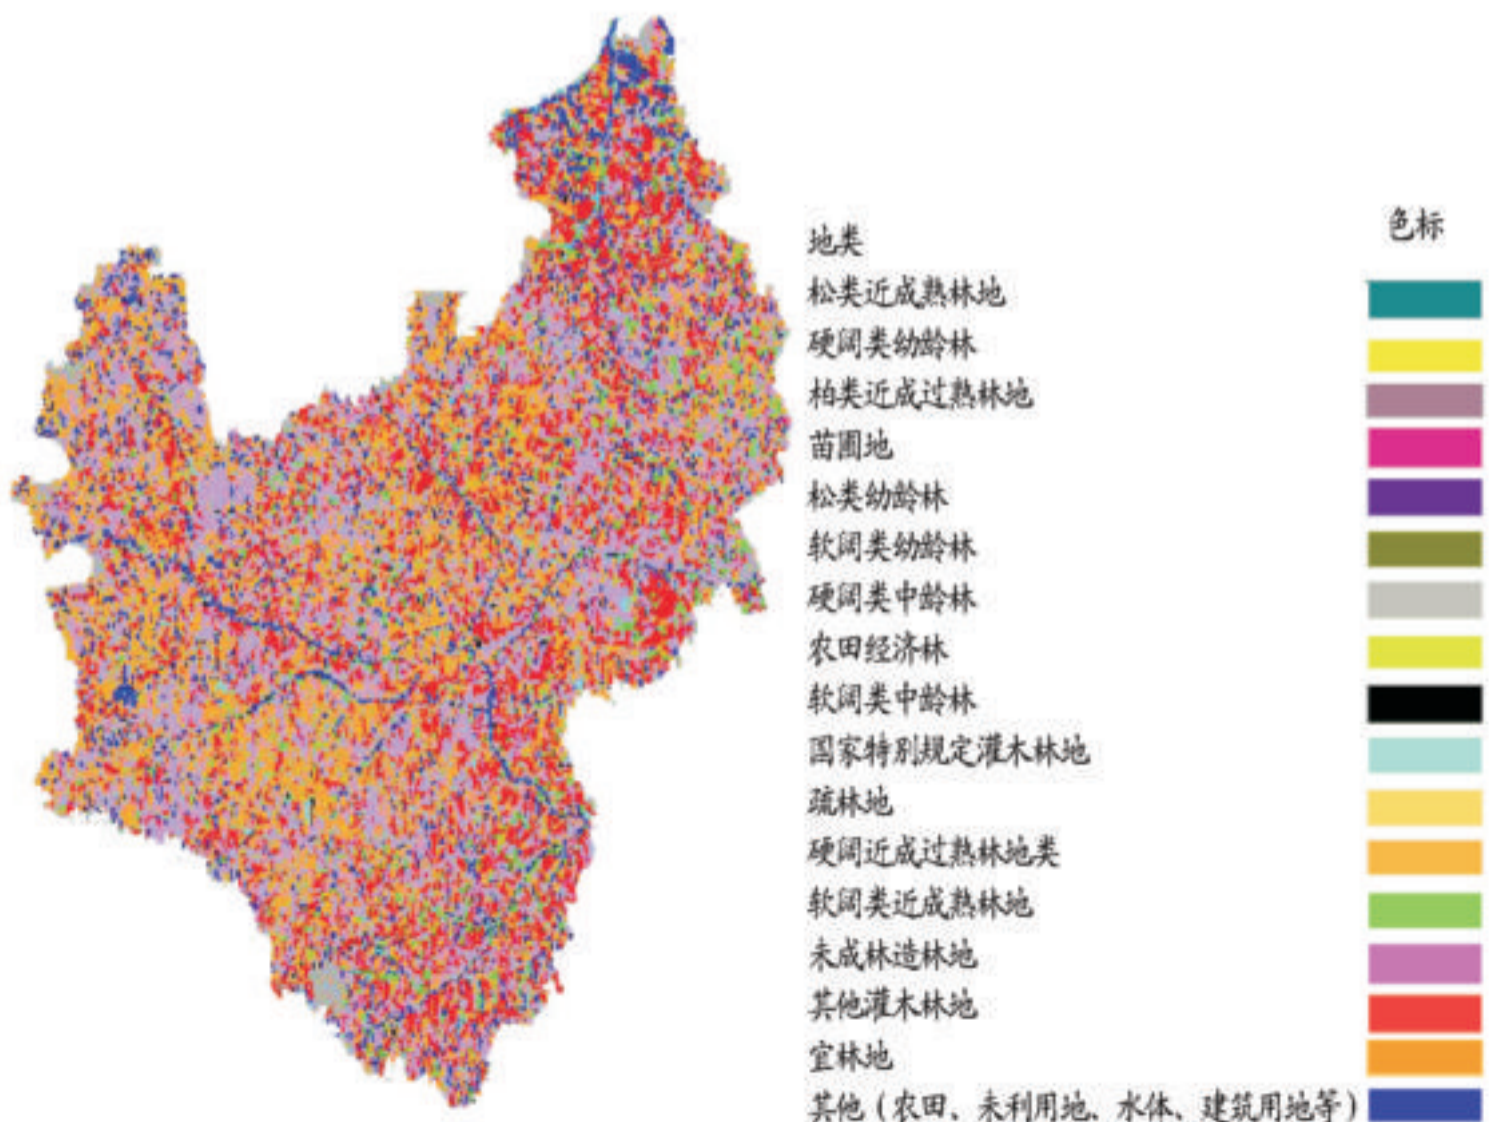 色标
地类
松类近成熟林地
硬阔类幼龄林
柏类近成过熟林地
苗圃地
松类幼龄林
软阔类幼龄林
硬阔类中龄林
农田经济林
软阔类中龄林
国家特别规定灌木林地
疏林地
硬阔近成过熟林地类
软阔类近成熟林地
未成林造林地
其他灌木林地
宜林地
其他(农田、未利用地、水体、建筑用地等)